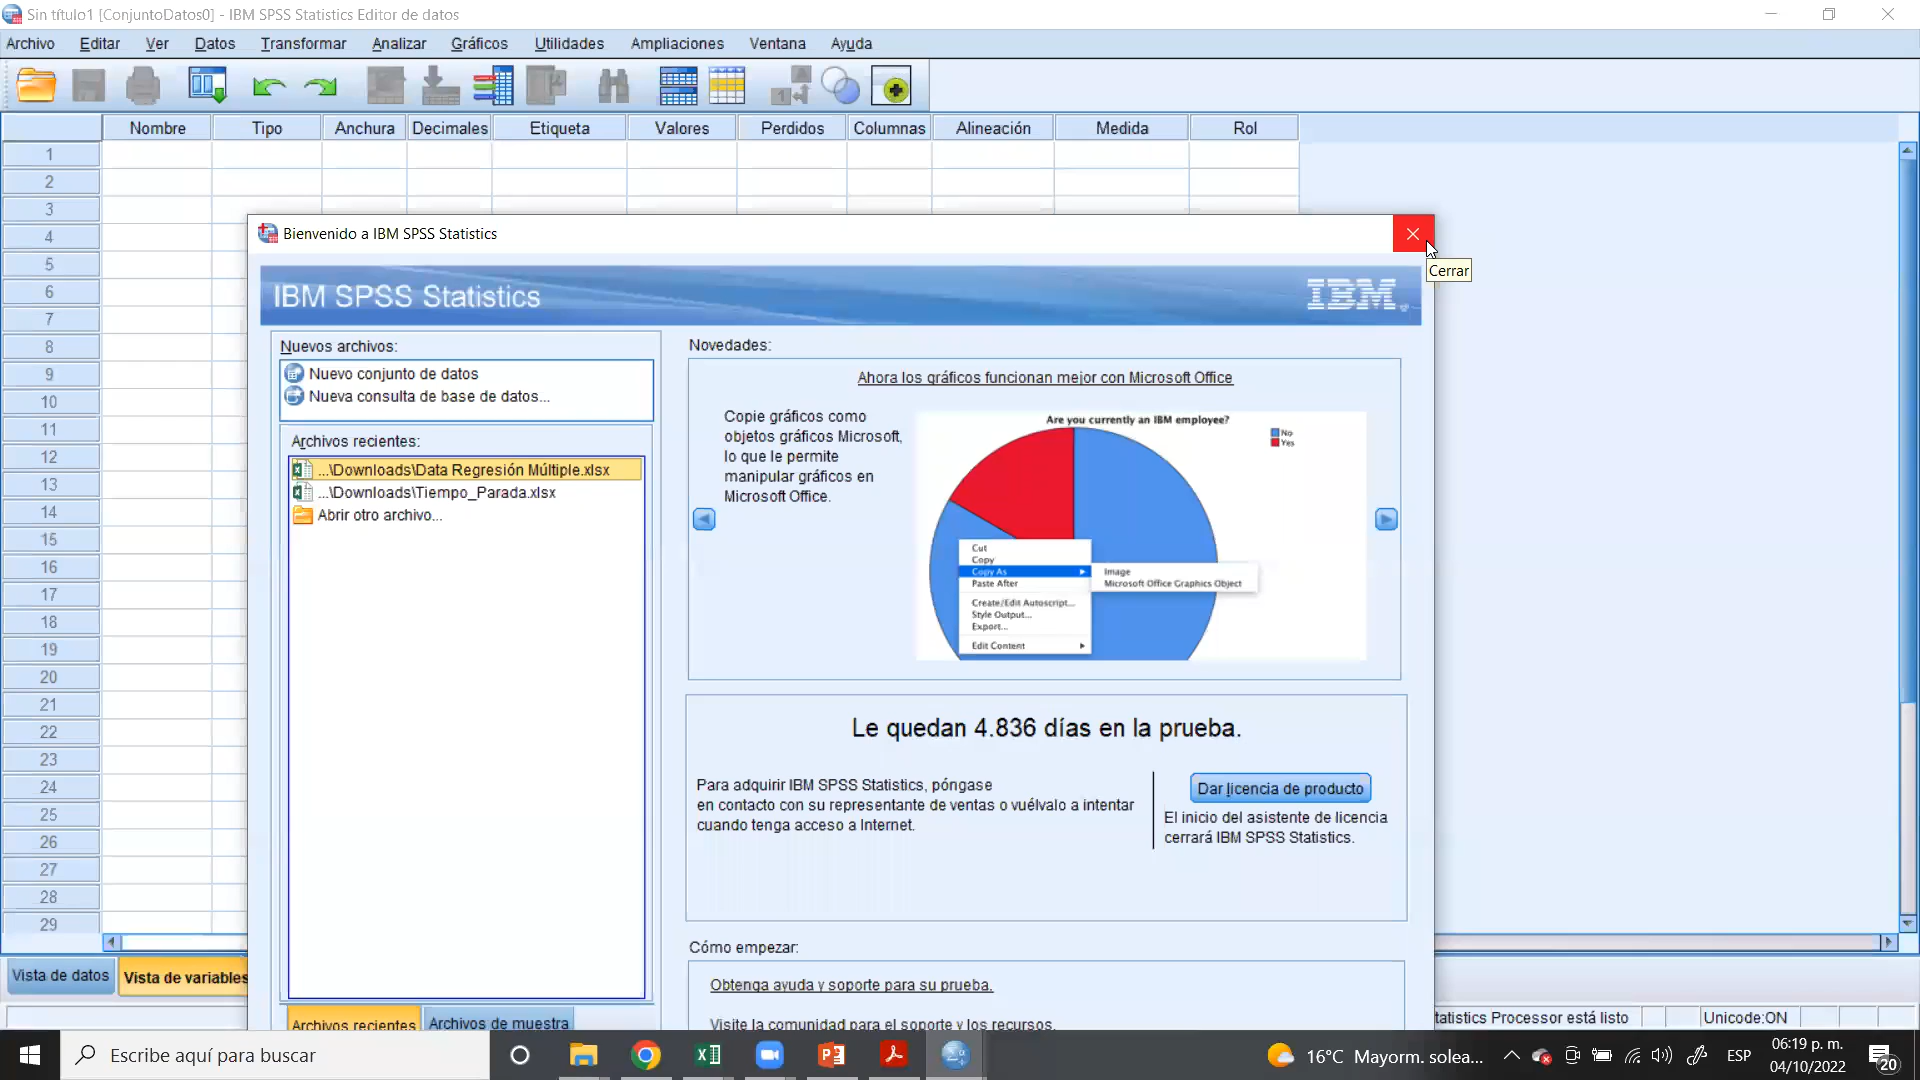 Sin título1 [ConjuntoDatos0] - IBM SPSS Statistics Editor de datos
Archivo Editar Ver Datos Transformar Analizar Gráficos Utilidades Ampliaciones Ventana Ayuda
Nombre Tipo Anchura Decimales Etiqueta Valores Perdidos Columnas Alineación Medida Rol
1
2
3
4
5
6
7
8
9
10
11
12
13
14
15
16
17
18
19
20
21
22
23
24
25
26
27
28
29
Bienvenido a IBM SPSS Statistics
Cerrar
IBM SPSS Statistics
IBM
Nuevos archivos:
Nuevo conjunto de datos
Nueva consulta de base de datos...
Archivos recientes:
...\Downloads\Data Regresión Múltiple.xlsx
...\Downloads\Tiempo_Parada.xlsx
Abrir otro archivo...
Archivos recientes
Archivos de muestra
Novedades:
Ahora los gráficos funcionan mejor con Microsoft Office
Copie gráficos como
objetos gráficos Microsoft,
lo que le permite
manipular gráficos en
Microsoft Office.
Are you currently an IBM employee?
No
Yes
Cut
Copy
Copy As
Paste After
Create/Edit Autoscript...
Style Output...
Export...
Edit Content
Image
Microsoft Office Graphics Object
Le quedan 4.836 días en la prueba.
Para adquirir IBM SPSS Statistics, póngase
en contacto con su representante de ventas o vuélvalo a intentar
cuando tenga acceso a Internet.
Dar licencia de producto
El inicio del asistente de licencia
cerrará IBM SPSS Statistics.
Cómo empezar:
Obtenga ayuda y soporte para su prueba.
Visite la comunidad para el soporte y los recursos.
Vista de datos
Vista de variables
tatistics Processor está listo
Unicode:ON
Escribe aquí para buscar
16°C Mayorm. solea...
ESP
06:19 p. m.
04/10/2022
20